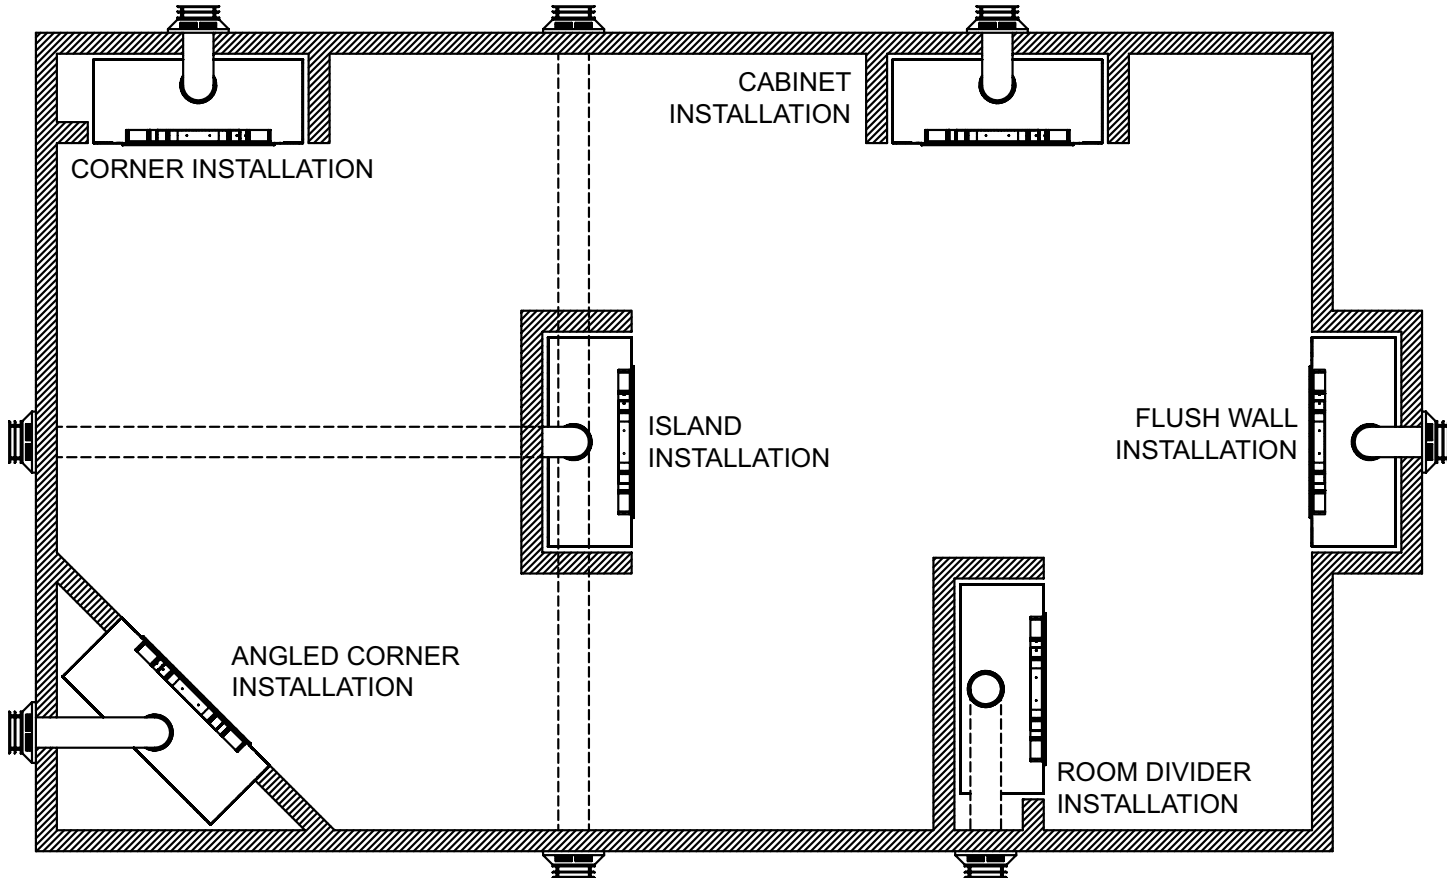 CABINET
INSTALLATION
CORNER INSTALLATION
ISLAND
INSTALLATION
FLUSH WALL
INSTALLATION
ANGLED CORNER
INSTALLATION
ROOM DIVIDER
INSTALLATION